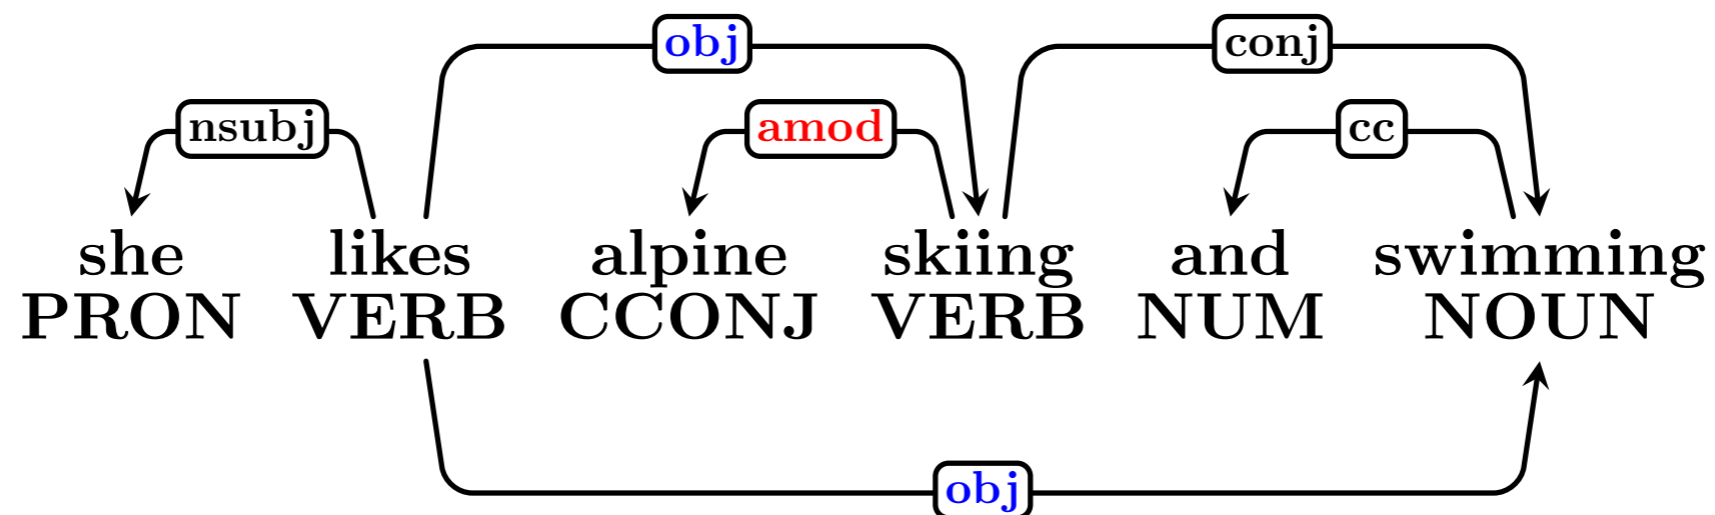 obj conj
nsubj amod cc
she likes alpine skiing and swimming
PRON VERB CCONJ VERB NUM NOUN
obj